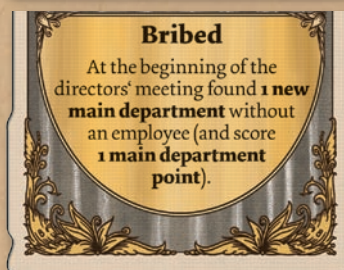 Bribed
At the beginning of the
directors‘ meeting found 1 new
main department without
an employee (and score
1 main department
point).